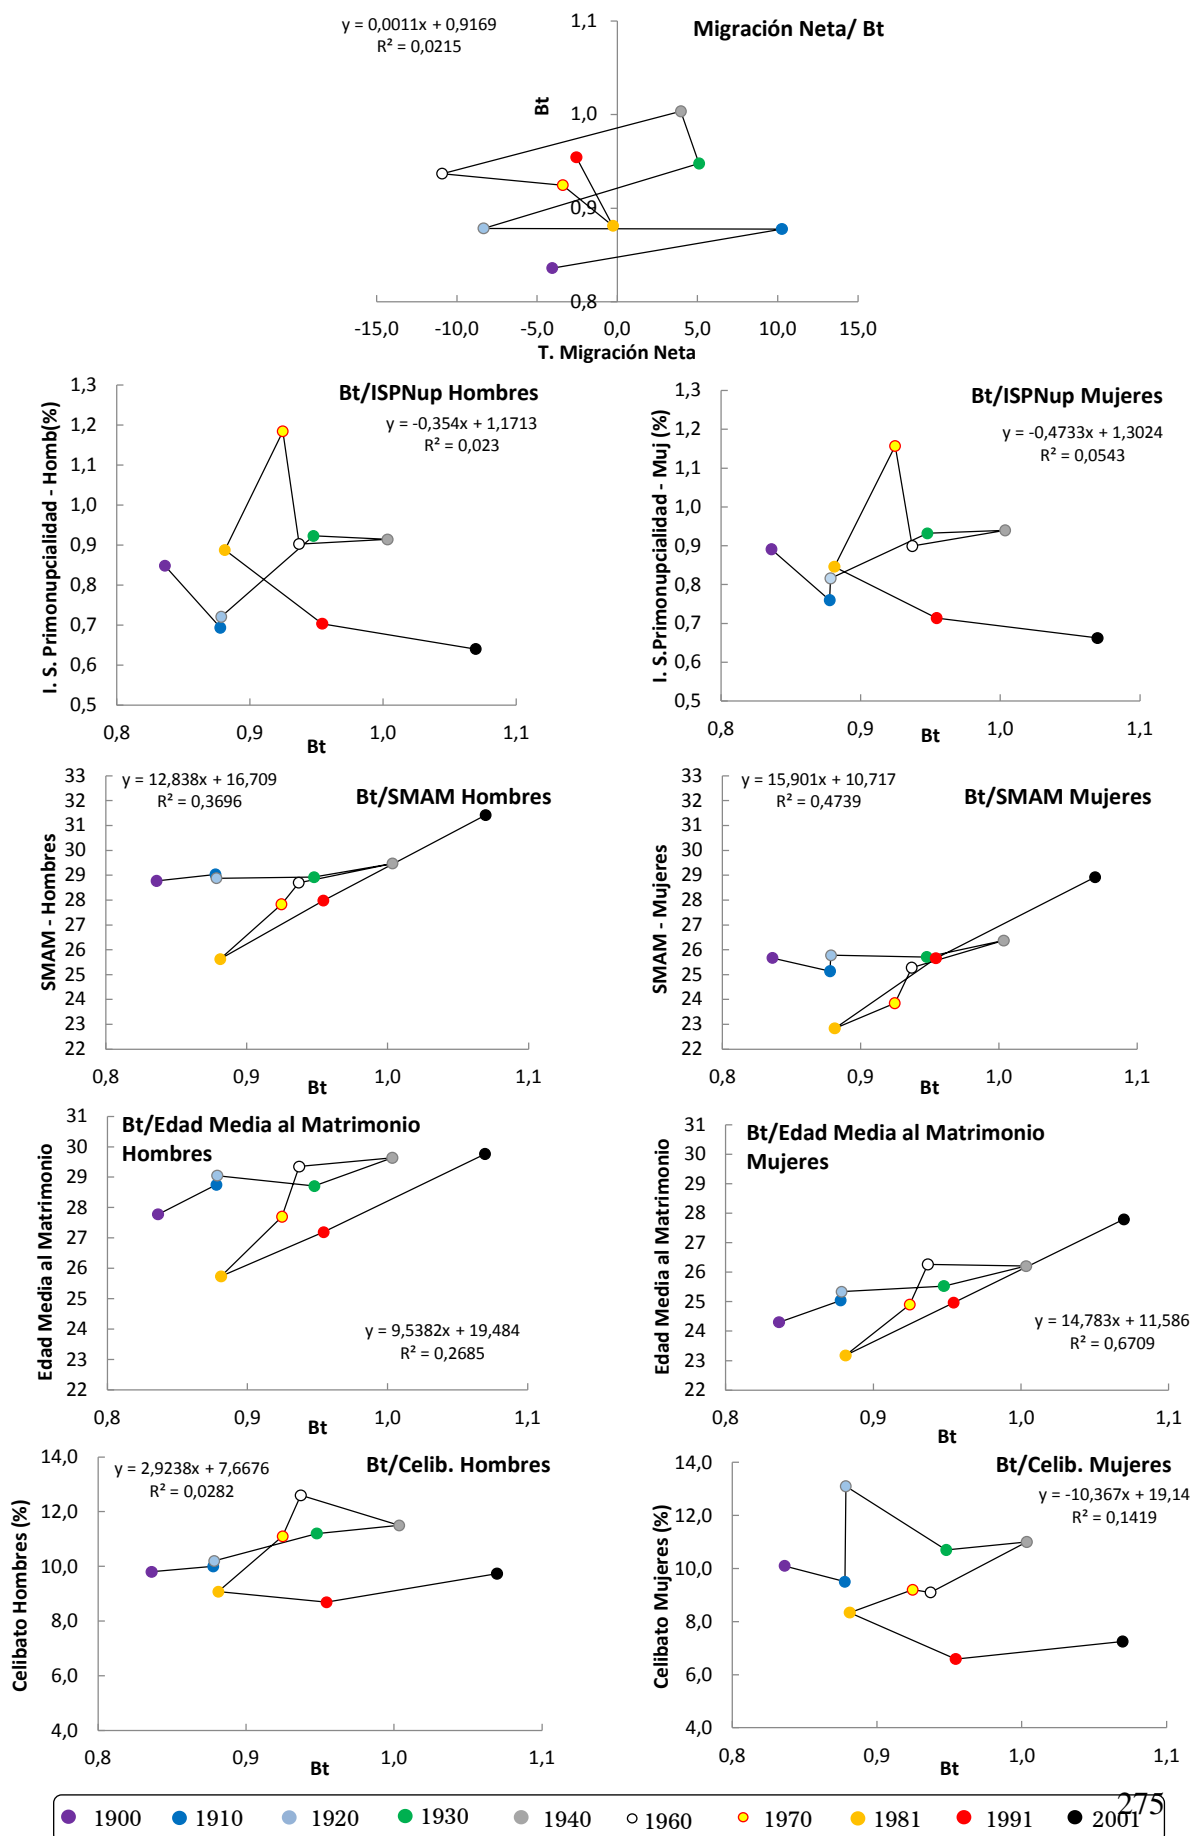 y = 0,0011x + 0,9169
R² = 0,0215
Migración Neta/ Bt
1,1
1,0
0,9
0,8
Bt
-15,0 -10,0 -5,0 0,0 5,0 10,0 15,0
T. Migración Neta
Bt/ISPNup Hombres
y = -0,354x + 1,1713
R² = 0,023
I. S. Primonupcialidad - Homb(%)
1,3
1,2
1,1
1,0
0,9
0,8
0,7
0,6
0,5
0,8 0,9 1,0 1,1
Bt
Bt/ISPNup Mujeres
y = -0,4733x + 1,3024
R² = 0,0543
I. S.Primonupcialidad - Muj (%)
1,3
1,2
1,1
1,0
0,9
0,8
0,7
0,6
0,5
0,8 0,9 1,0 1,1
Bt
y = 12,838x + 16,709
R² = 0,3696
Bt/SMAM Hombres
SMAM - Hombres
33
32
31
30
29
28
27
26
25
24
23
22
0,8 0,9 1,0 1,1
Bt
y = 15,901x + 10,717
R² = 0,4739
Bt/SMAM Mujeres
SMAM - Mujeres
33
32
31
30
29
28
27
26
25
24
23
22
0,8 0,9 1,0 1,1
Bt
Bt/Edad Media al Matrimonio
Hombres
y = 9,5382x + 19,484
R² = 0,2685
Edad Media al Matrimonio
31
30
29
28
27
26
25
24
23
22
0,8 0,9 1,0 1,1
Bt
Bt/Edad Media al Matrimonio
Mujeres
y = 14,783x + 11,586
R² = 0,6709
Edad Media al Matrimonio
31
30
29
28
27
26
25
24
23
22
0,8 0,9 1,0 1,1
Bt
y = 2,9238x + 7,6676
R² = 0,0282
Bt/Celib. Hombres
Celibato Hombres (%)
14,0
12,0
10,0
8,0
6,0
4,0
0,8 0,9 1,0 1,1
Bt
Bt/Celib. Mujeres
y = -10,367x + 19,14
R² = 0,1419
Celibato Mujeres (%)
14,0
12,0
10,0
8,0
6,0
4,0
0,8 0,9 1,0 1,1
Bt
1900 1910 1920 1930 1940 1960 1970 1981 1991 2001
275